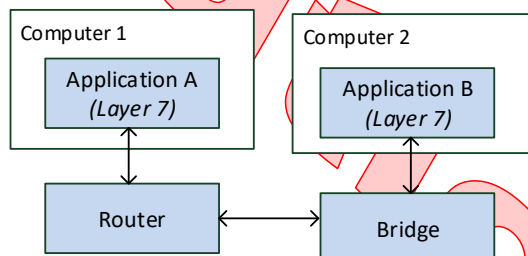 Computer 1
Application A
(Layer 7)
Computer 2
Application B
(Layer 7)
Router
Bridge